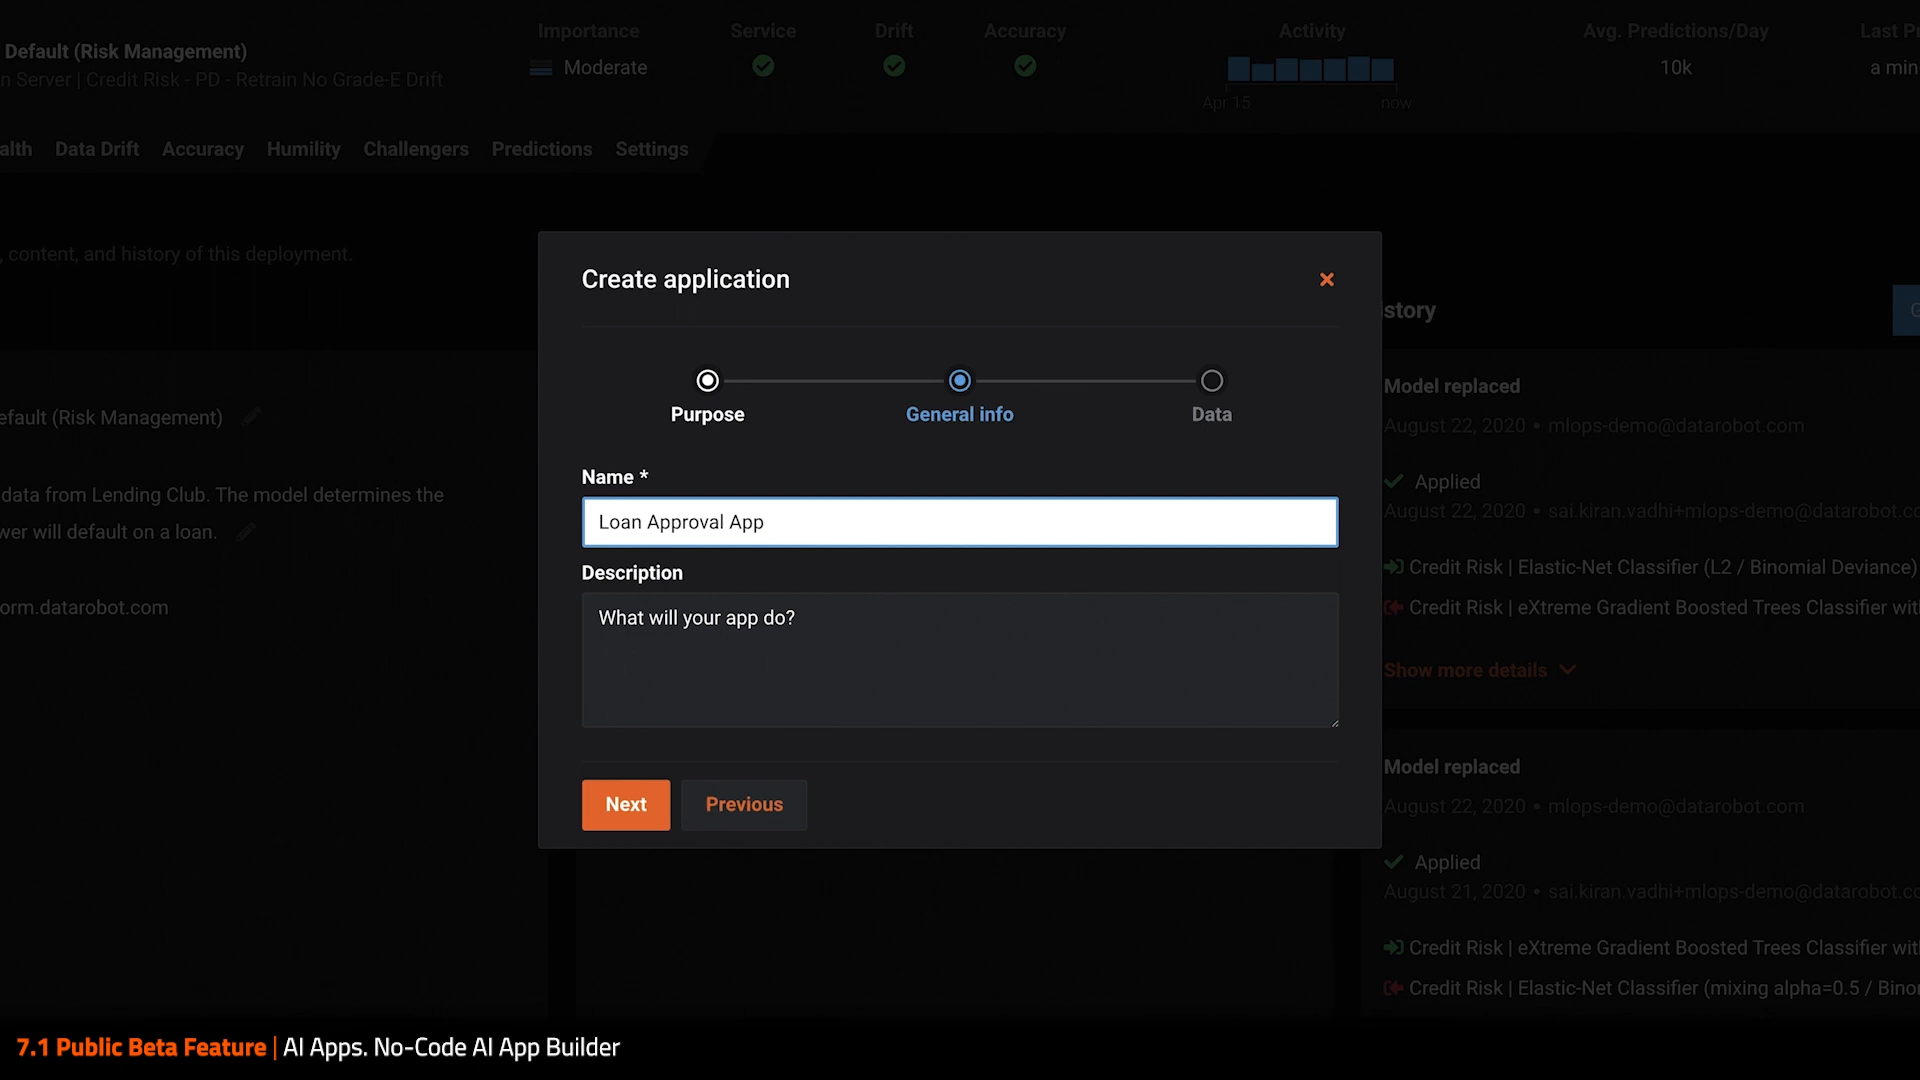 Importance
Service
Drift
Accuracy
Activity
Avg. Predictions/Day
Default (Risk Management)
Moderate
10k
a min
n Server | Credit Risk - PD - Retrain No Grade-E Drift
Apr 15
now
alth
Data Drift
Accuracy
Humility
Challengers
Predictions
Settings
, content, and history of this deployment.
Create application
istory
Purpose
General info
Data
Model replaced
August 22, 2020 • mlops-demo@datarobot.com
efault (Risk Management)
Name *
Loan Approval App
Applied
August 22, 2020 • sai.kiran.vadhi+mlops-demo@datarobot.co
data from Lending Club. The model determines the
wer will default on a loan.
Description
What will your app do?
Credit Risk | Elastic-Net Classifier (L2 / Binomial Deviance)
Credit Risk | eXtreme Gradient Boosted Trees Classifier wit
orm.datarobot.com
Show more details
Next
Previous
Model replaced
August 22, 2020 • mlops-demo@datarobot.com
Applied
August 21, 2020 • sai.kiran.vadhi+mlops-demo@datarobot.co
Credit Risk | eXtreme Gradient Boosted Trees Classifier wit
Credit Risk | Elastic-Net Classifier (mixing alpha=0.5 / Bino
7.1 Public Beta Feature | AI Apps. No-Code AI App Builder